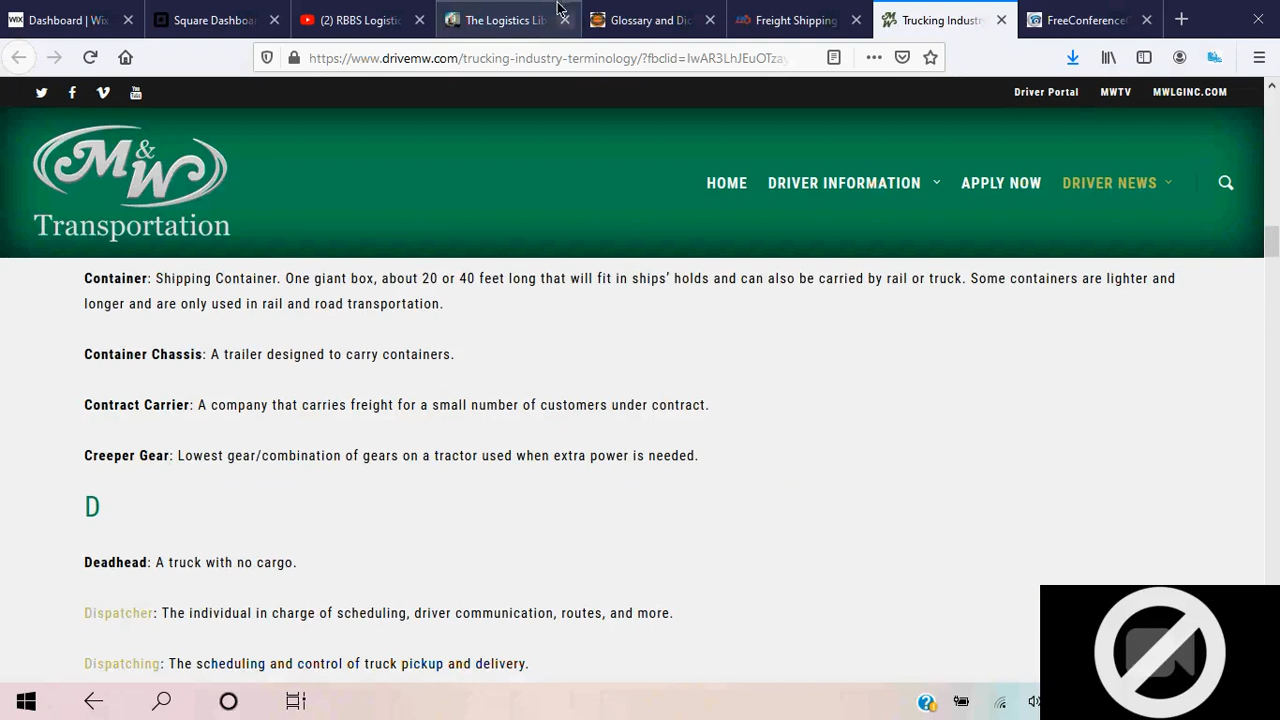 WIX Dashboard | Wix
Square Dashboa
(2) RBBS Logistic
The Logistics Lib
Glossary and Dic
Freight Shipping
Trucking Industr
FreeConferenceC
https://www.drivemw.com/trucking-industry-terminology/?fbclid=IwAR3LhJEuOTzay
You Tube
Driver Portal MWTV MWLGINC.COM
M & W
Transportation
HOME DRIVER INFORMATION APPLY NOW DRIVER NEWS
Container: Shipping Container. One giant box, about 20 or 40 feet long that will fit in ships’ holds and can also be carried by rail or truck. Some containers are lighter and
longer and are only used in rail and road transportation.
Container Chassis: A trailer designed to carry containers.
Contract Carrier: A company that carries freight for a small number of customers under contract.
Creeper Gear: Lowest gear/combination of gears on a tractor used when extra power is needed.
D
Deadhead: A truck with no cargo.
Dispatcher: The individual in charge of scheduling, driver communication, routes, and more.
Dispatching: The scheduling and control of truck pickup and delivery.